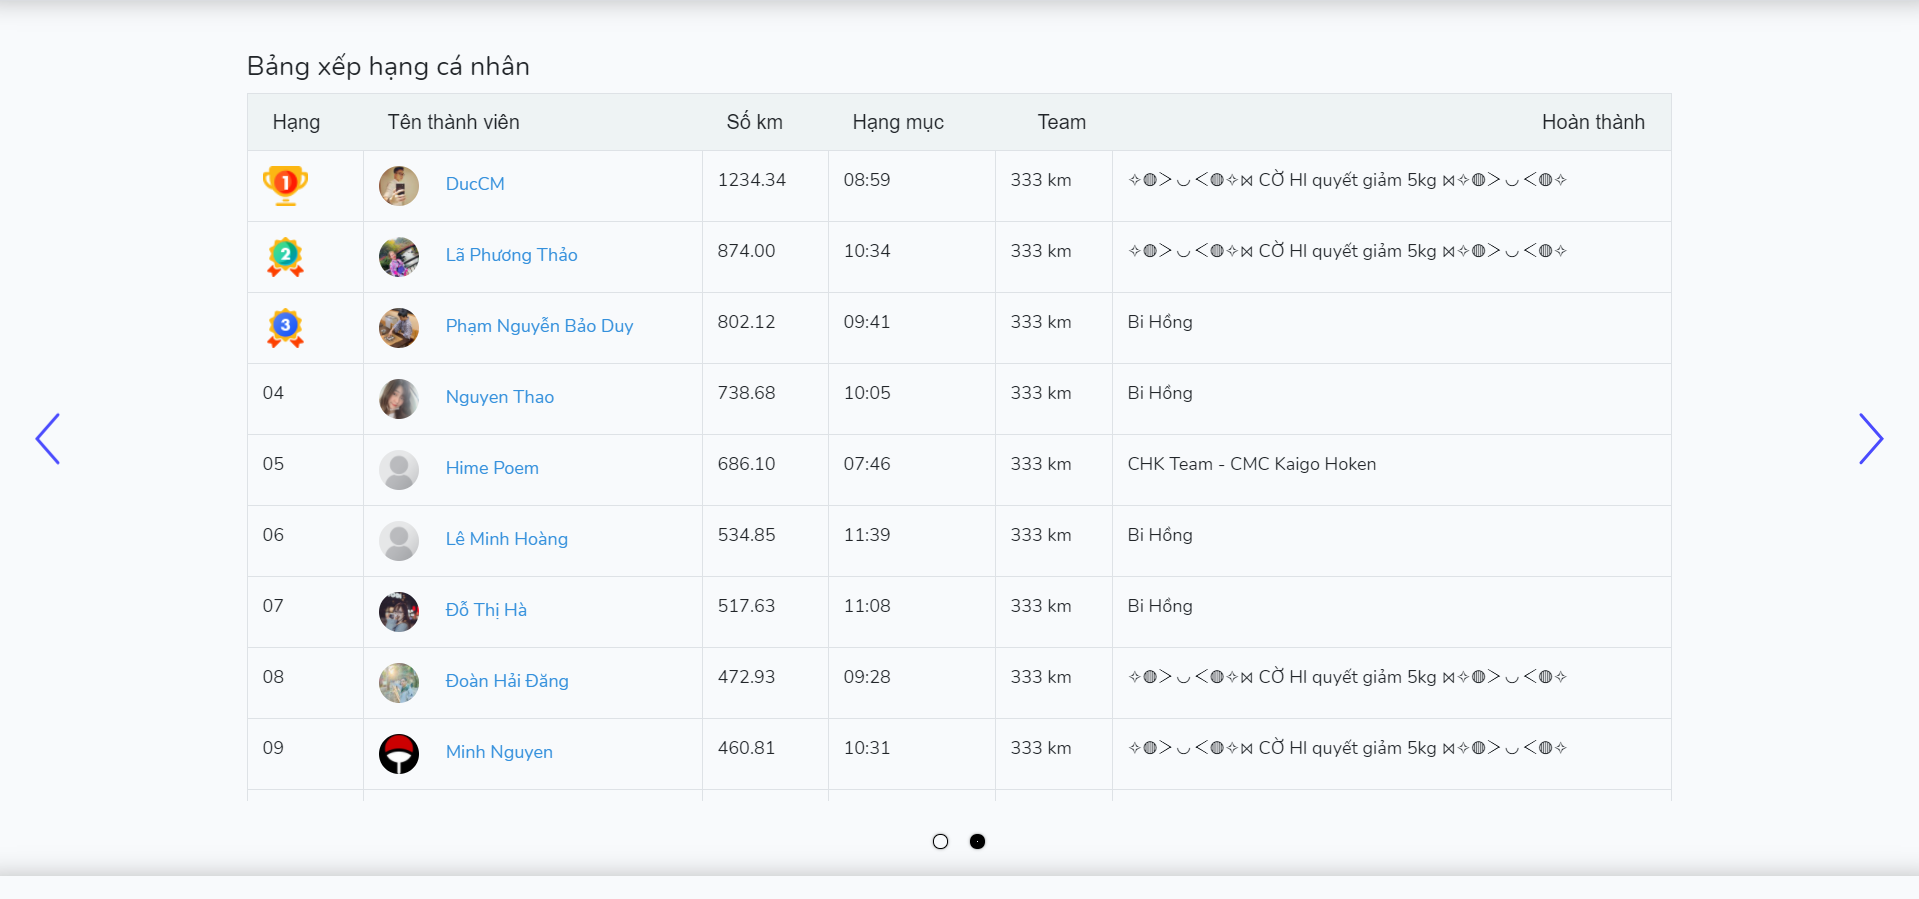 Bảng xếp hạng cá nhân
Hạng Tên thành viên Số km Hạng mục Team Hoàn thành
1 DucCM 1234.34 08:59 333 km ✧◍＞◡＜◍✧⋈ CỜ HI quyết giảm 5kg ⋈✧◍＞◡＜◍✧
2 Lã Phương Thảo 874.00 10:34 333 km ✧◍＞◡＜◍✧⋈ CỜ HI quyết giảm 5kg ⋈✧◍＞◡＜◍✧
3 Phạm Nguyễn Bảo Duy 802.12 09:41 333 km Bi Hồng
04 Nguyen Thao 738.68 10:05 333 km Bi Hồng
05 Hime Poem 686.10 07:46 333 km CHK Team - CMC Kaigo Hoken
06 Lê Minh Hoàng 534.85 11:39 333 km Bi Hồng
07 Đỗ Thị Hà 517.63 11:08 333 km Bi Hồng
08 Đoàn Hải Đăng 472.93 09:28 333 km ✧◍＞◡＜◍✧⋈ CỜ HI quyết giảm 5kg ⋈✧◍＞◡＜◍✧
09 Minh Nguyen 460.81 10:31 333 km ✧◍＞◡＜◍✧⋈ CỜ HI quyết giảm 5kg ⋈✧◍＞◡＜◍✧